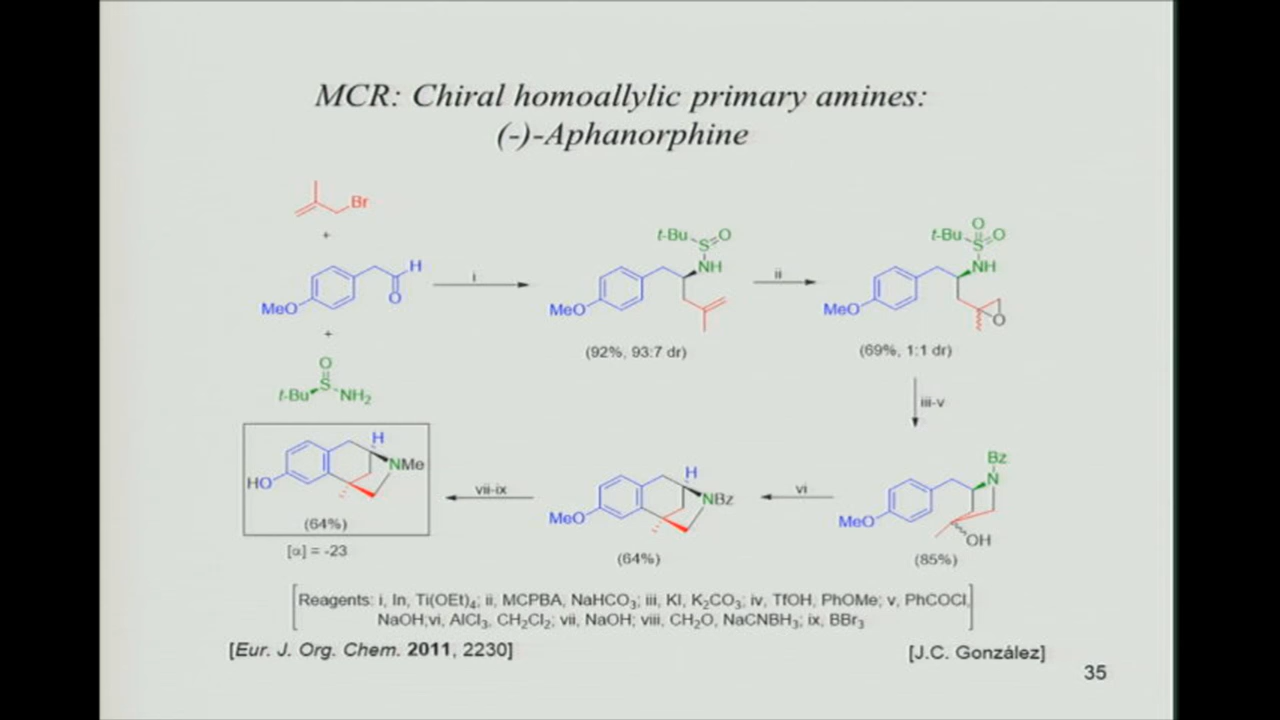 MCR: Chiral homoallylic primary amines:
(-)-Aphanorphine
Br
+
H
O
MeO
+
O
t-Bu S NH2
i
t-Bu S O
NH
MeO
(92%, 93:7 dr)
ii
O
t-Bu S O
NH
MeO
O
(69%, 1:1 dr)
iii-v
Bz
N
MeO
OH
(85%)
vi
H
NBz
MeO
(64%)
vii-ix
H
NMe
HO
(64%)
[α] = -23
Reagents: i, In, Ti(OEt)4; ii, MCPBA, NaHCO3; iii, KI, K2CO3; iv, TfOH, PhOMe; v, PhCOCl,
NaOH;vi, AlCl3, CH2Cl2; vii, NaOH; viii, CH2O, NaCNBH3; ix, BBr3
[Eur. J. Org. Chem. 2011, 2230]
[J.C. González]
35